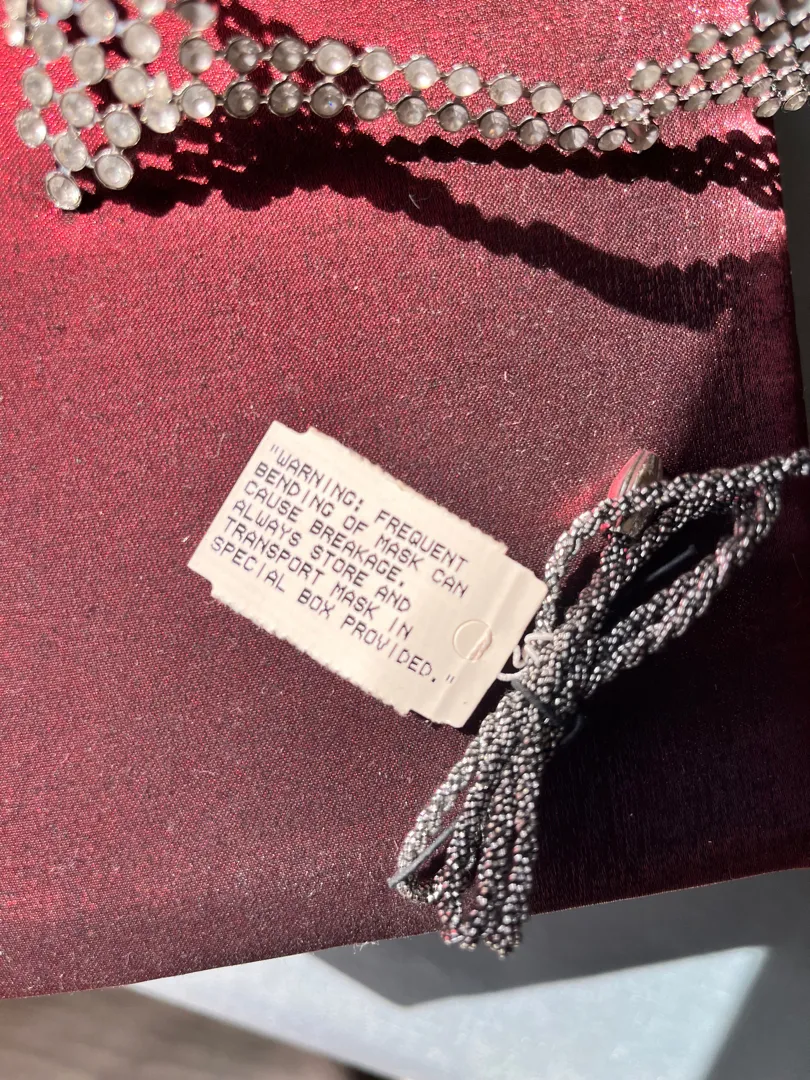 "WARNING: FREQUENT
BENDING OF MASK CAN
CAUSE BREAKAGE.
ALWAYS STORE AND
TRANSPORT MASK IN
SPECIAL BOX PROVIDED."